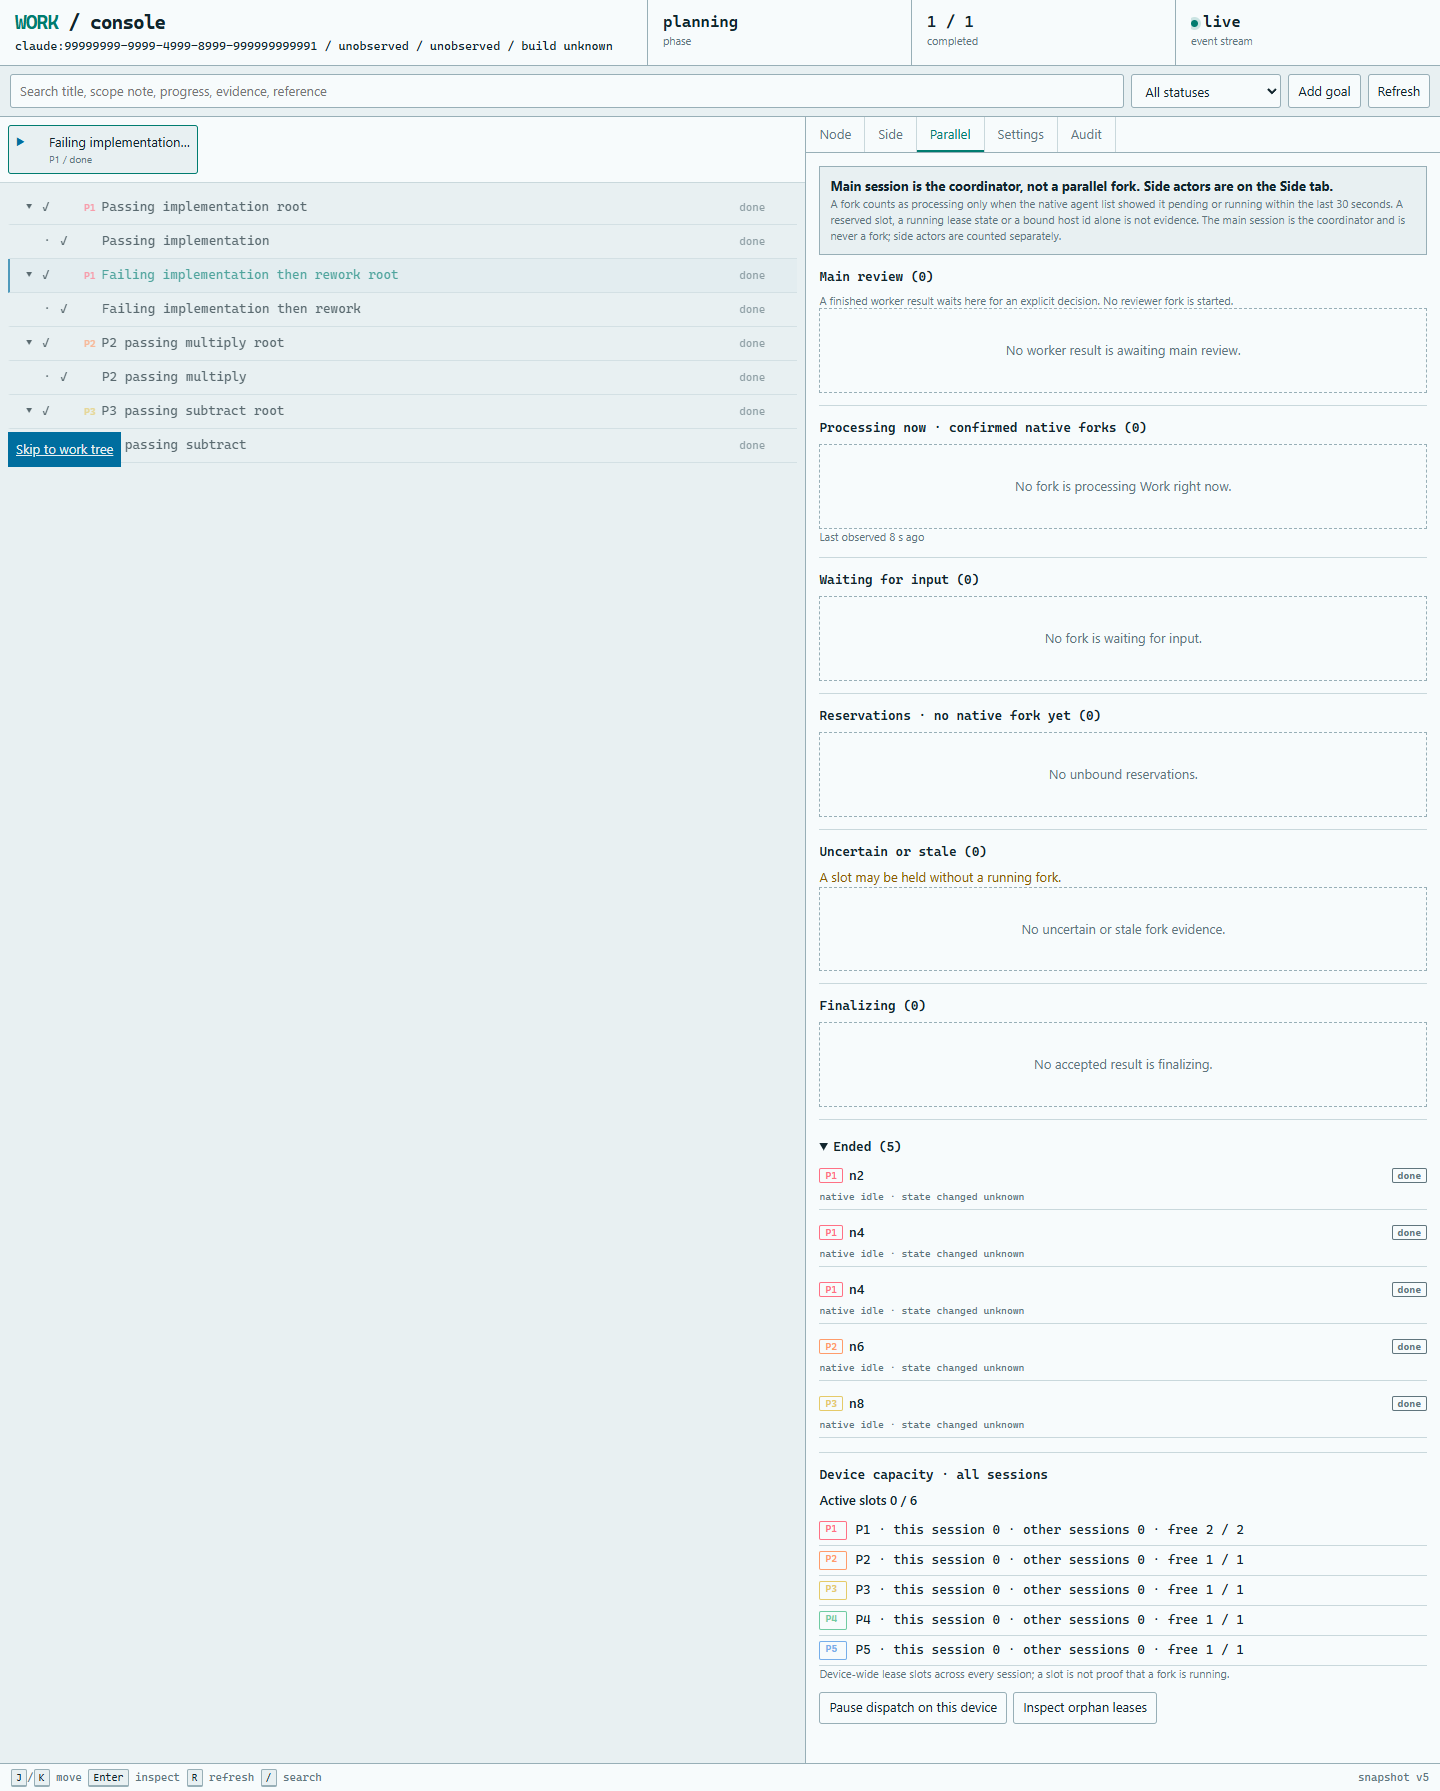 WORK / console
claude:99999999-9999-4999-8999-999999999991 / unobserved / unobserved / build unknown
planning
phase
1 / 1
completed
live
event stream
Search title, scope note, progress, evidence, reference
All statuses
Add goal
Refresh
Failing implementation...
P1 / done
P1 Passing implementation root done
Passing implementation done
P1 Failing implementation then rework root done
Failing implementation then rework done
P2 P2 passing multiply root done
P2 passing multiply done
P3 P3 passing subtract root done
passing subtract done
Skip to work tree
Node
Side
Parallel
Settings
Audit
Main session is the coordinator, not a parallel fork. Side actors are on the Side tab.
A fork counts as processing only when the native agent list showed it pending or running within the last 30 seconds. A
reserved slot, a running lease state or a bound host id alone is not evidence. The main session is the coordinator and is
never a fork; side actors are counted separately.
Main review (0)
A finished worker result waits here for an explicit decision. No reviewer fork is started.
No worker result is awaiting main review.
Processing now · confirmed native forks (0)
No fork is processing Work right now.
Last observed 8 s ago
Waiting for input (0)
No fork is waiting for input.
Reservations · no native fork yet (0)
No unbound reservations.
Uncertain or stale (0)
A slot may be held without a running fork.
No uncertain or stale fork evidence.
Finalizing (0)
No accepted result is finalizing.
Ended (5)
P1 n2 done
native idle · state changed unknown
P1 n4 done
native idle · state changed unknown
P1 n4 done
native idle · state changed unknown
P2 n6 done
native idle · state changed unknown
P3 n8 done
native idle · state changed unknown
Device capacity · all sessions
Active slots 0 / 6
P1 P1 · this session 0 · other sessions 0 · free 2 / 2
P2 P2 · this session 0 · other sessions 0 · free 1 / 1
P3 P3 · this session 0 · other sessions 0 · free 1 / 1
P4 P4 · this session 0 · other sessions 0 · free 1 / 1
P5 P5 · this session 0 · other sessions 0 · free 1 / 1
Device-wide lease slots across every session; a slot is not proof that a fork is running.
Pause dispatch on this device
Inspect orphan leases
J/K move Enter inspect R refresh / search
snapshot v5